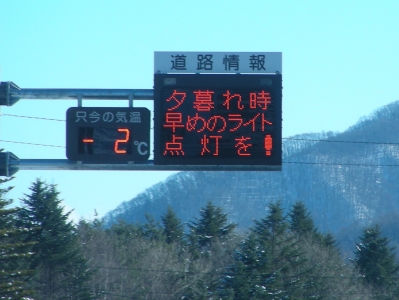 道路情報
夕暮れ時
早めのライト
点灯を!
只今の気温
-2℃